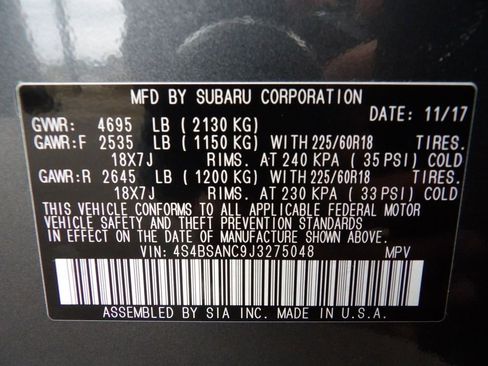 MFD BY SUBARU CORPORATION
DATE: 11/17
GVWR: 4695 LB (2130 KG)
GAWR:F 2535 LB (1150 KG) WITH 225/60R18 TIRES.
18X7J RIMS. AT 240 KPA (35 PSI) COLD
GAWR:R 2645 LB (1200 KG) WITH 225/60R18 TIRES.
18X7J RIMS. AT 230 KPA (33 PSI) COLD
THIS VEHICLE CONFORMS TO ALL APPLICABLE FEDERAL MOTOR
VEHICLE SAFETY AND THEFT PREVENTION STANDARDS
IN EFFECT ON THE DATE OF MANUFACTURE SHOWN ABOVE.
VIN: 4S4BSANC9J3275048 MPV
ASSEMBLED BY SIA INC. MADE IN U.S.A.